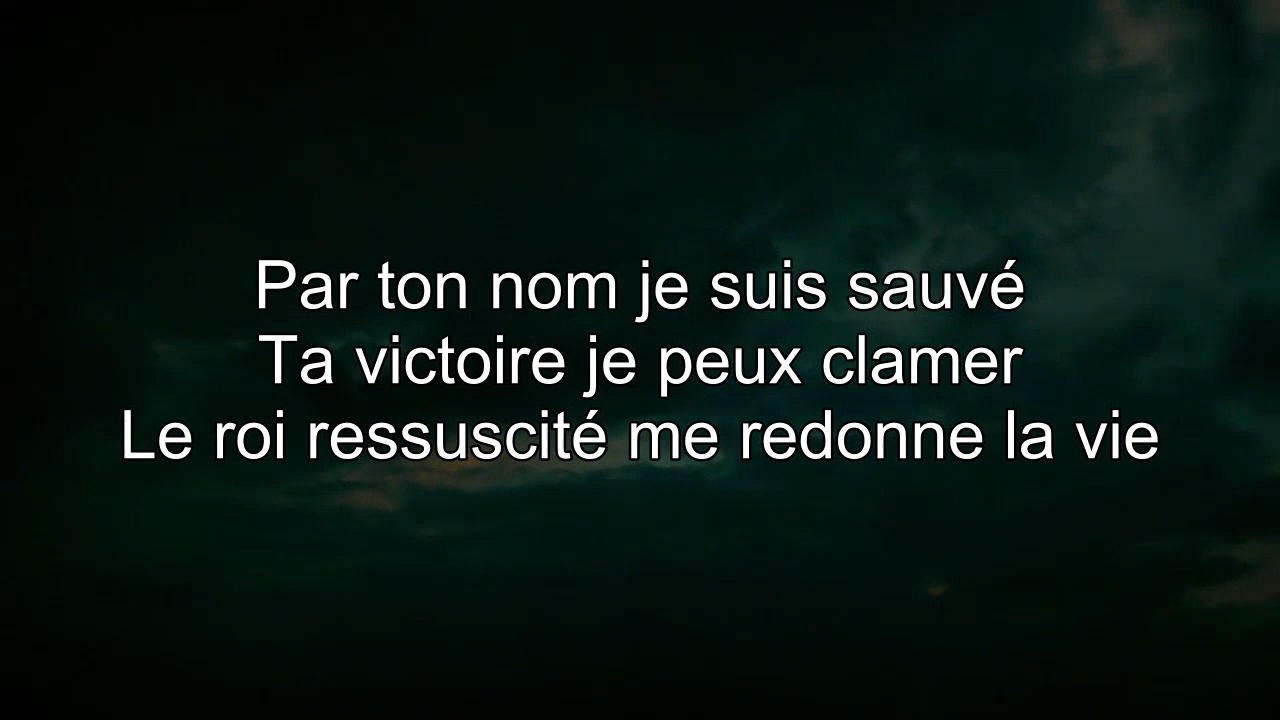 Par ton nom je suis sauvé
Ta victoire je peux clamer
Le roi ressuscité me redonne la vie